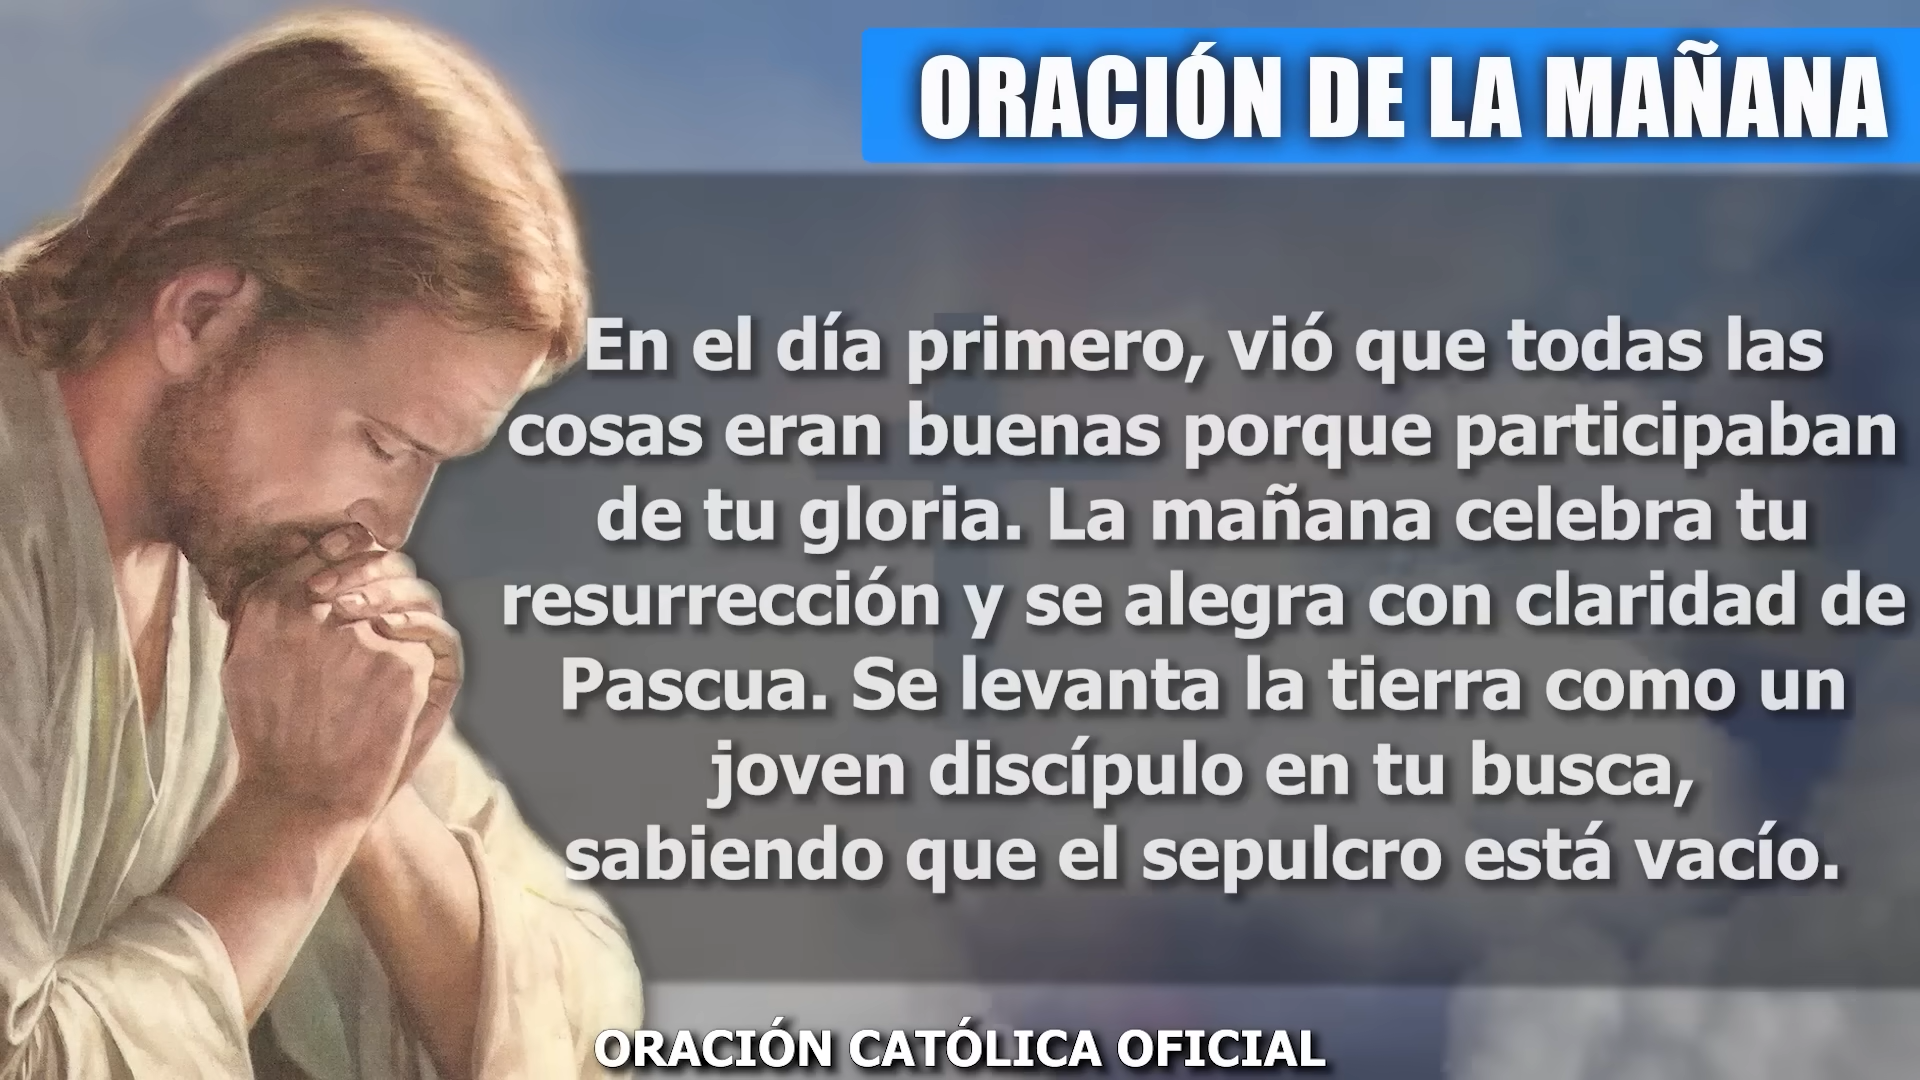 ORACIÓN DE LA MAÑANA
En el día primero, vió que todas las
cosas eran buenas porque participaban
de tu gloria. La mañana celebra tu
resurrección y se alegra con claridad de
Pascua. Se levanta la tierra como un
joven discípulo en tu busca,
sabiendo que el sepulcro está vacío.
ORACIÓN CATÓLICA OFICIAL